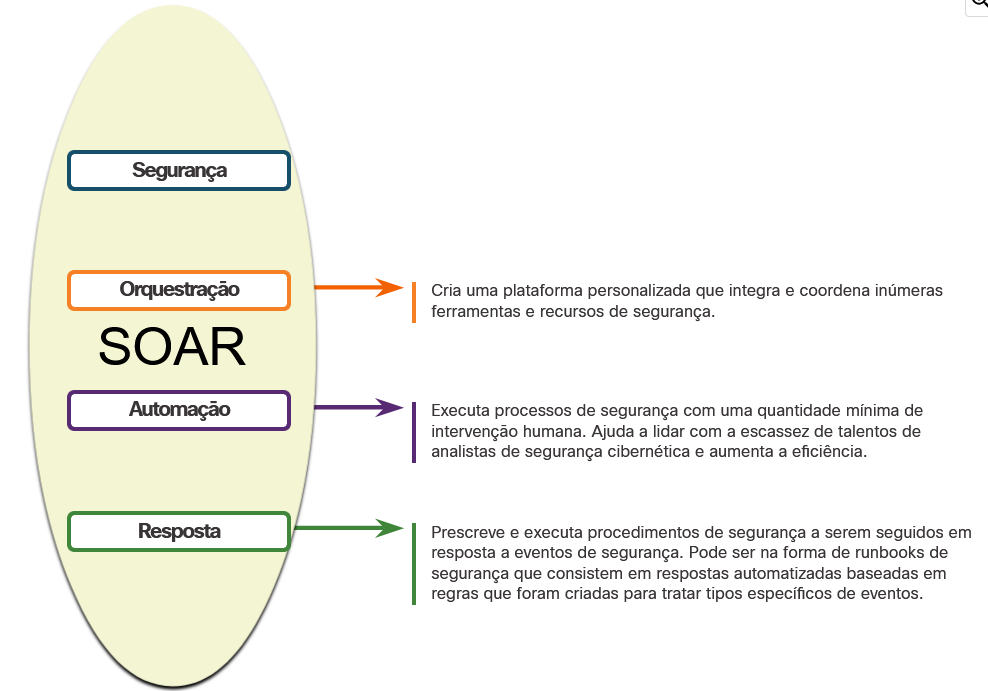 Segurança
Orquestração
Cria uma plataforma personalizada que integra e coordena inúmeras
ferramentas e recursos de segurança.
SOAR
Automação
Executa processos de segurança com uma quantidade mínima de
intervenção humana. Ajuda a lidar com a escassez de talentos de
analistas de segurança cibernética e aumenta a eficiência.
Resposta
Prescreve e executa procedimentos de segurança a serem seguidos em
resposta a eventos de segurança. Pode ser na forma de runbooks de
segurança que consistem em respostas automatizadas baseadas em
regras que foram criadas para tratar tipos específicos de eventos.